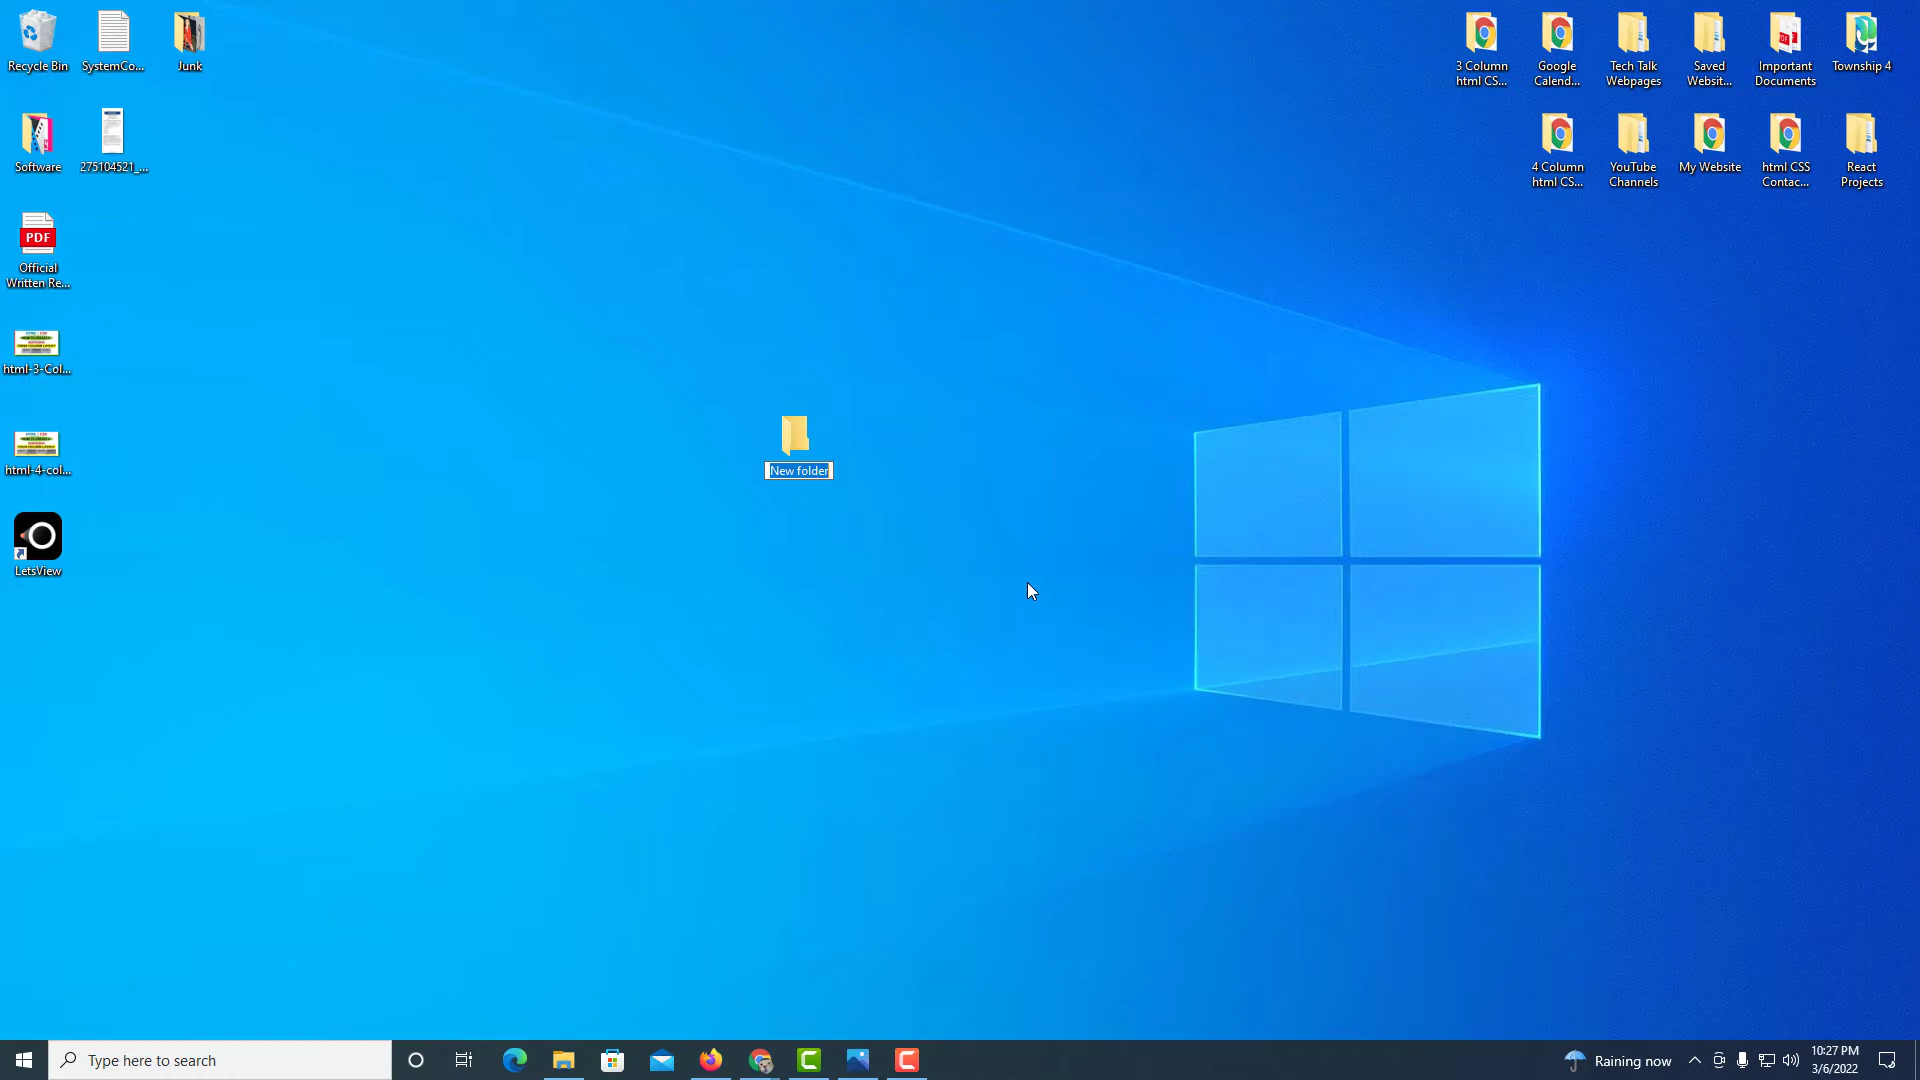 Recycle Bin
SystemCo...
Junk
Software
275104521_...
PDF
Official
Written Re...
html-3-Col...
html-4-col...
LetsView
New folder
3 Column
html CS...
Google
Calend...
Tech Talk
Webpages
Saved
Websit...
PDF
Important
Documents
Township 4
4 Column
html CS...
YouTube
Channels
My Website
html CSS
Contac...
React
Projects
Type here to search
Raining now
10:27 PM
3/6/2022